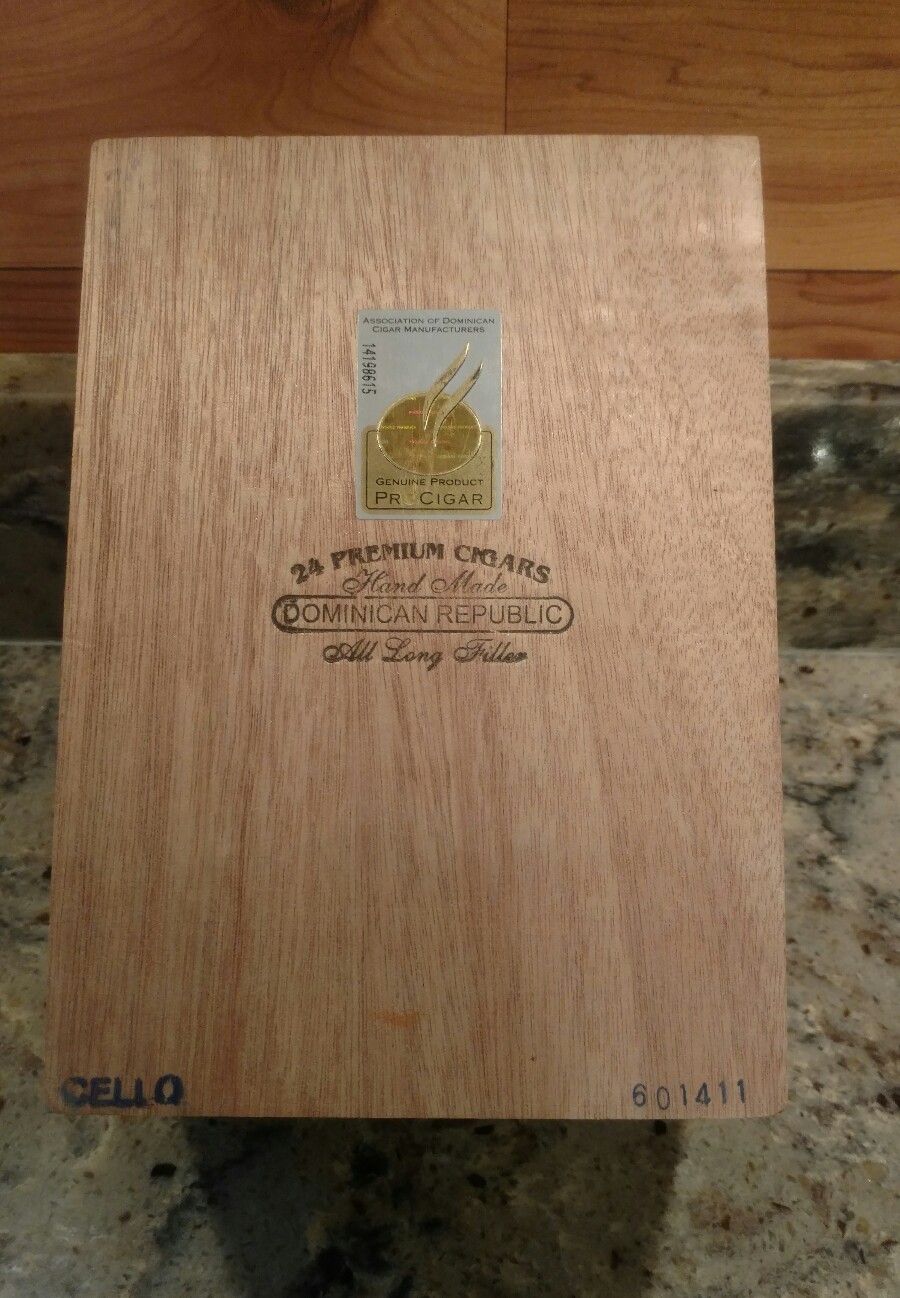 ASSOCIATION OF DOMINICAN
CIGAR MANUFACTURERS
14198615
GENUINE PRODUCT
PROCIGAR
24 PREMIUM CIGARS
Hand Made
DOMINICAN REPUBLIC
All Long Filler
CELLO
601411